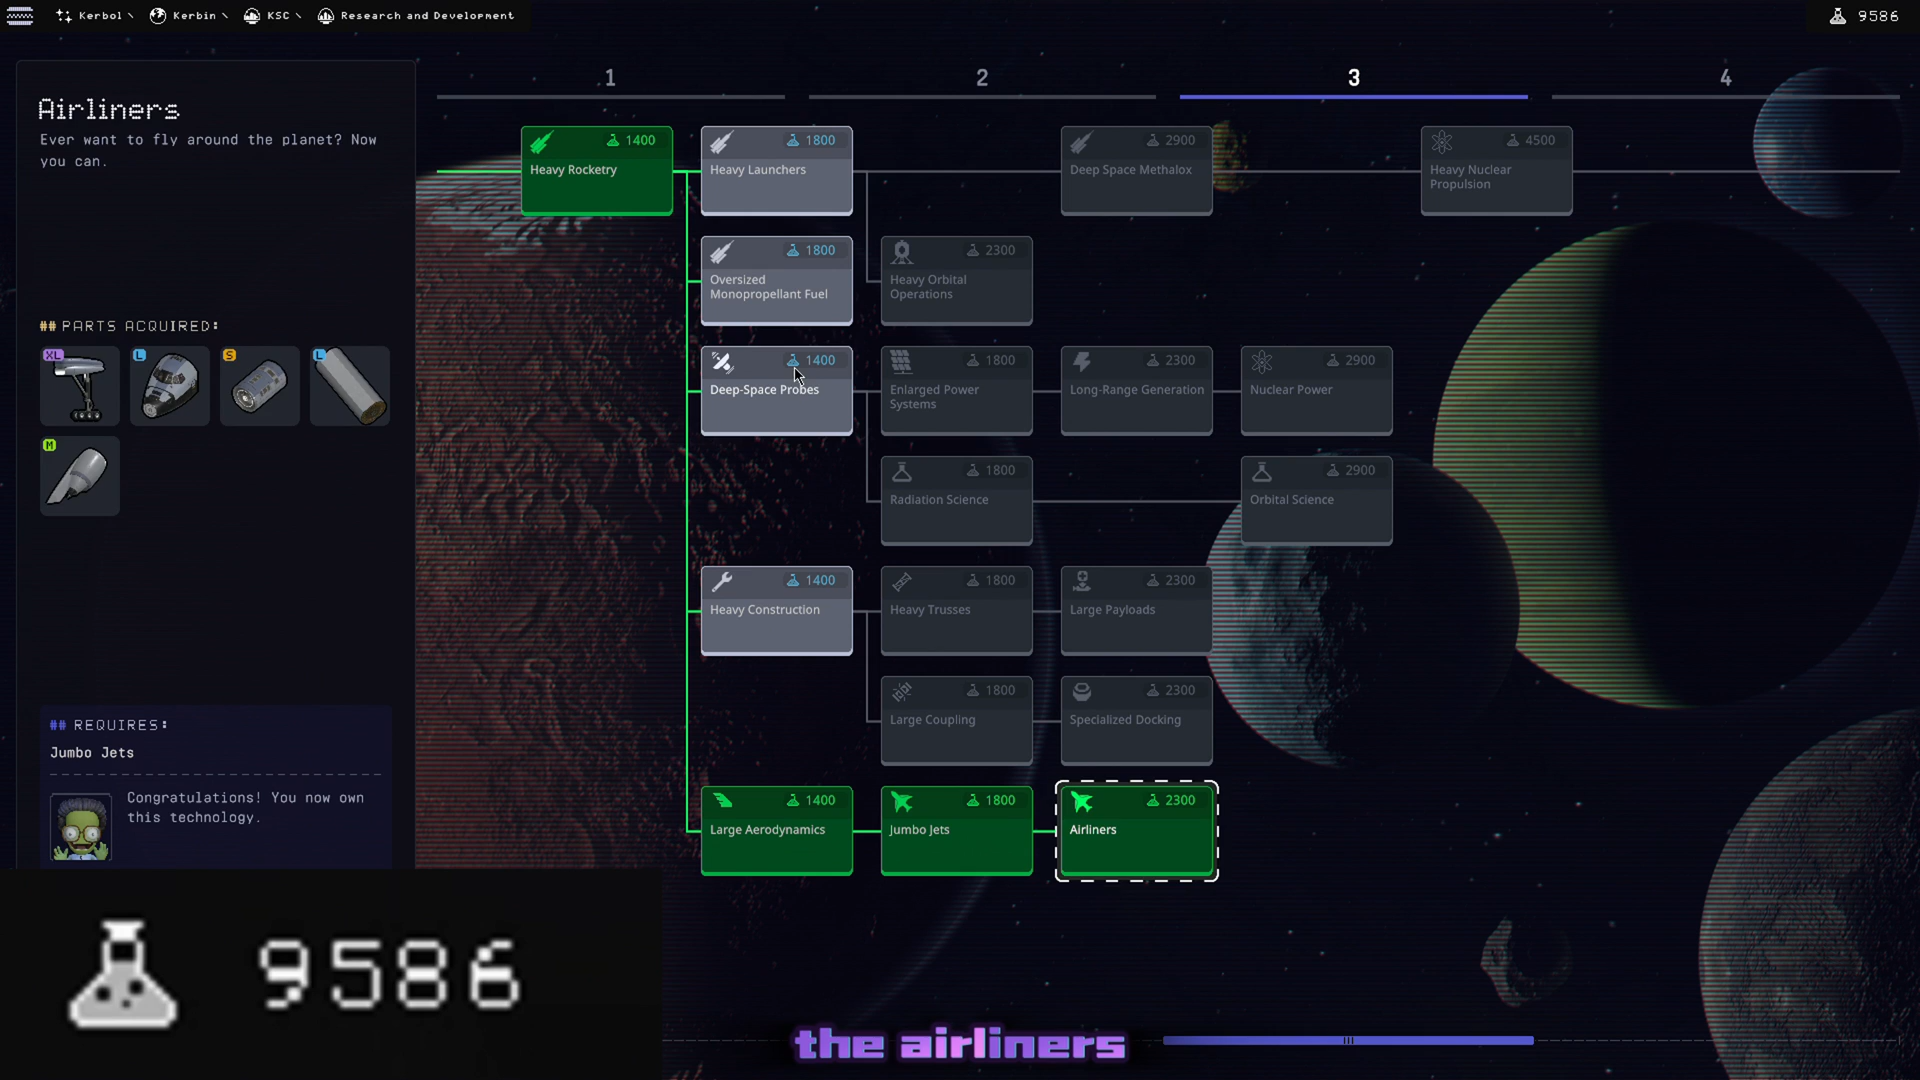 Kerbol \ Kerbin \ KSC \ Research and Development
9586
1 2 3 4
Airliners
Ever want to fly around the planet? Now
you can.
## PARTS ACQUIRED:
XL L S L
M
## REQUIRES:
Jumbo Jets
Congratulations! You now own
this technology.
1400
Heavy Rocketry
1800
Heavy Launchers
2900
Deep Space Methalox
4500
Heavy Nuclear
Propulsion
1800
Oversized
Monopropellant Fuel
2300
Heavy Orbital
Operations
1400
Deep-Space Probes
1800
Enlarged Power
Systems
2300
Long-Range Generation
2900
Nuclear Power
1800
Radiation Science
2900
Orbital Science
1400
Heavy Construction
1800
Heavy Trusses
2300
Large Payloads
1800
Large Coupling
2300
Specialized Docking
1400
Large Aerodynamics
1800
Jumbo Jets
2300
Airliners
9586
the airliners